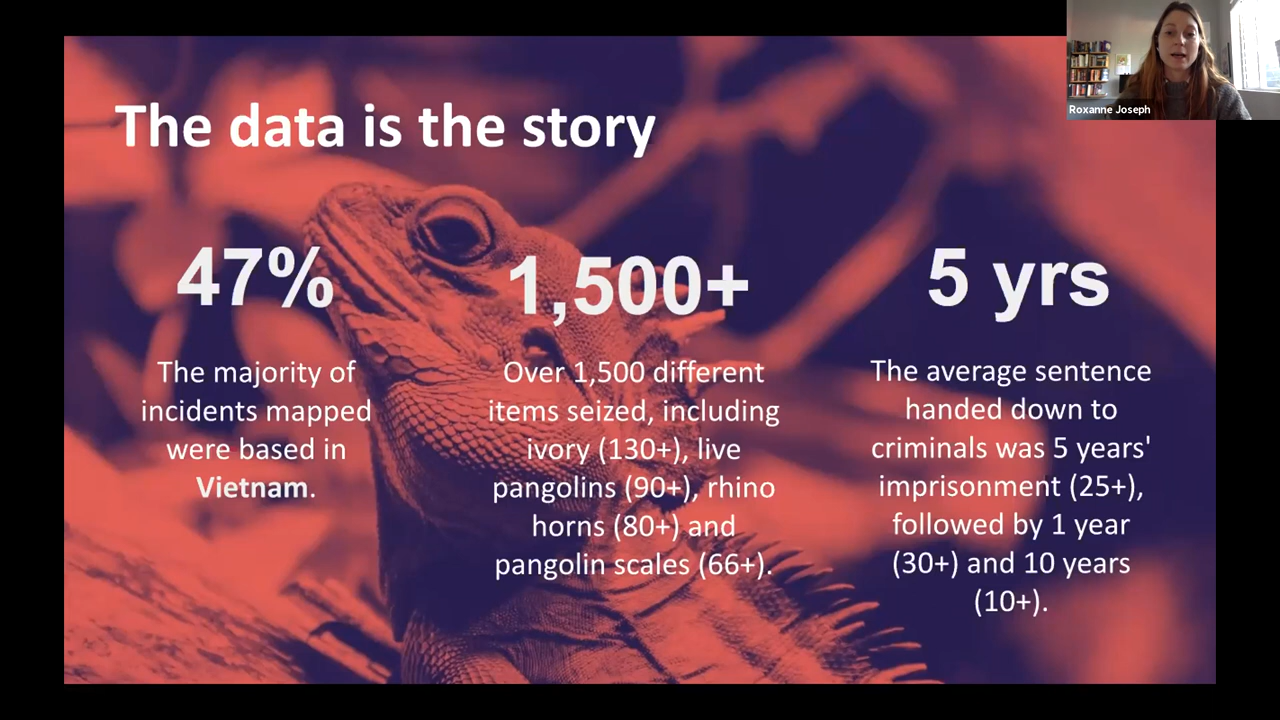 The data is the story
47%
The majority of
incidents mapped
were based in
Vietnam.
1,500+
Over 1,500 different
items seized, including
ivory (130+), live
pangolins (90+), rhino
horns (80+) and
pangolin scales (66+).
5 yrs
The average sentence
handed down to
criminals was 5 years'
imprisonment (25+),
followed by 1 year
(30+) and 10 years
(10+).
Roxanne Joseph